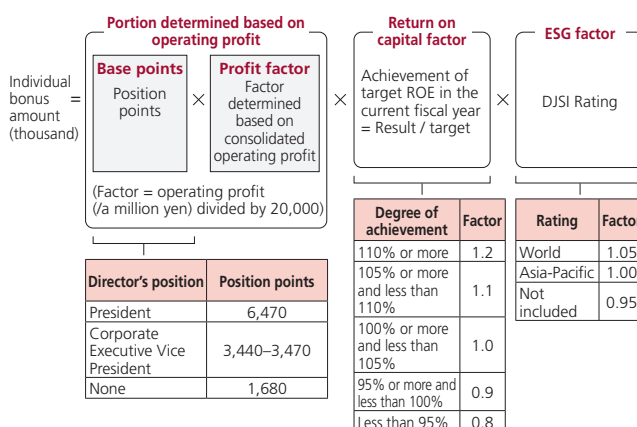 Portion determined based on
operating profit
Return on
capital factor
ESG factor
Individual
bonus
amount
(thousand)
=
Base points
Position
points
×
Profit factor
Factor
determined
based on
consolidated
operating profit
(Factor = operating profit
(/a million yen) divided by 20,000)
×
Achievement of
target ROE in the
current fiscal year
= Result / target
×
DJSI Rating
Director's position Position points
President 6,470
Corporate
Executive Vice
President
3,440–3,470
None 1,680
Degree of
achievement
Factor
110% or more 1.2
105% or more
and less than
110%
1.1
100% or more
and less than
105%
1.0
95% or more and
less than 100%
0.9
Less than 95% 0.8
Rating Factor
World 1.05
Asia-Pacific 1.00
Not
included
0.95